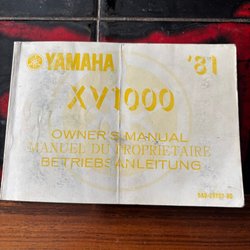 YAMAHA '81
XV1000
OWNER'S MANUAL
MANUEL DU PROPRIETAIRE
BETRIEBSANLEITUNG